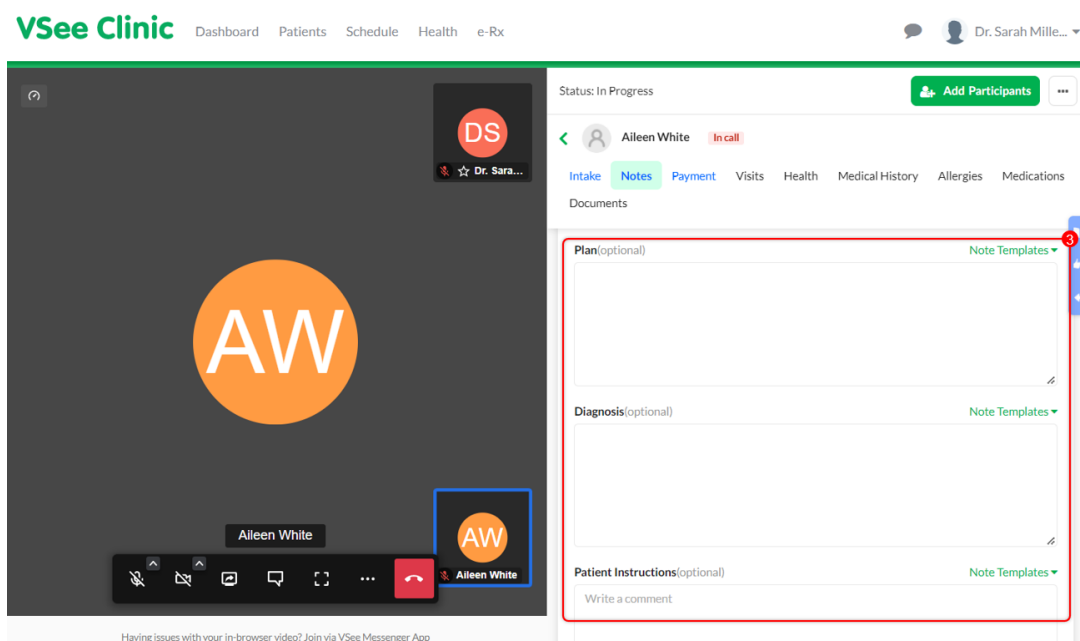 VSee Clinic Dashboard Patients Schedule Health e-Rx Dr. Sarah Mille...
DS
Dr. Sara...
AW
Aileen White
AW
Aileen White
Having issues with your in-browser video? Join via VSee Messenger App
Status: In Progress Add Participants
Aileen White In call
Intake Notes Payment Visits Health Medical History Allergies Medications
Documents
3
Plan(optional) Note Templates
Diagnosis(optional) Note Templates
Patient Instructions(optional) Note Templates
Write a comment